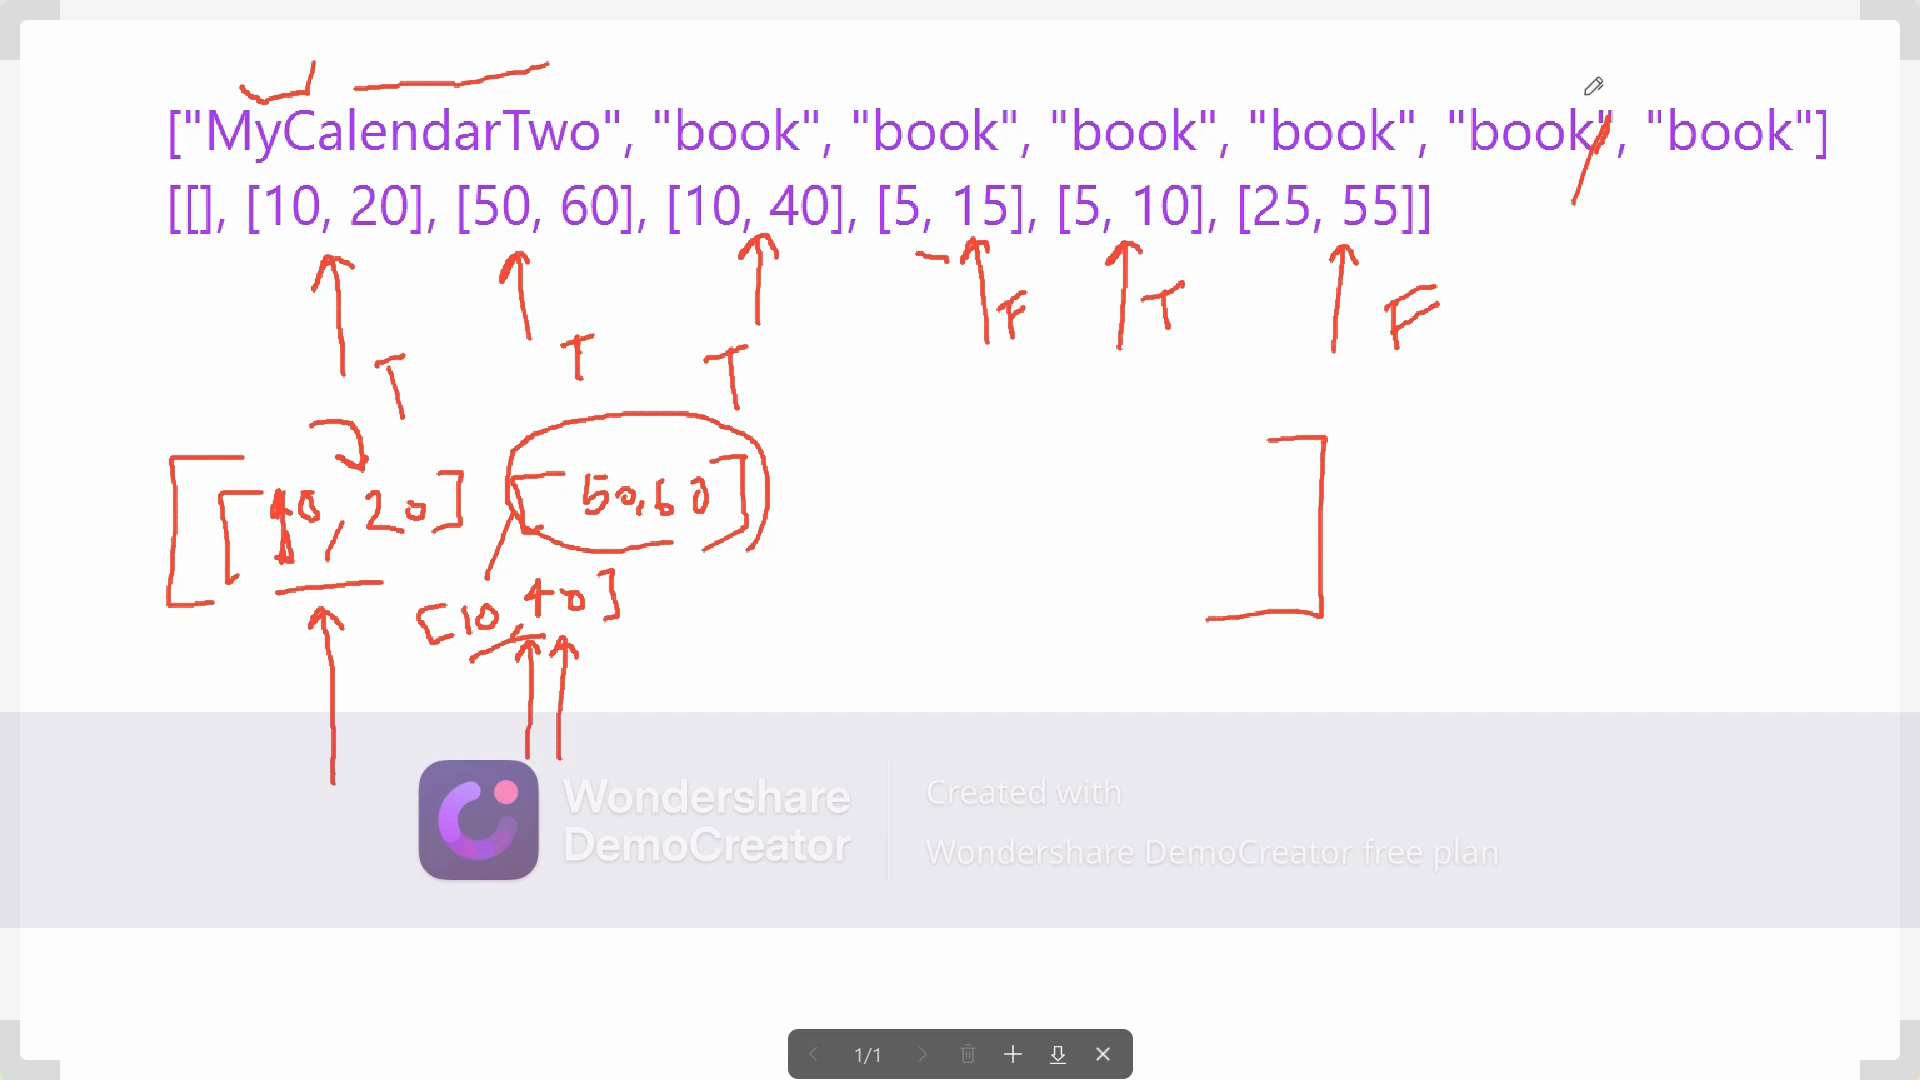 ["MyCalendarTwo", "book", "book", "book", "book", "book", "book"]
[[], [10, 20], [50, 60], [10, 40], [5, 15], [5, 10], [25, 55]]
F T F
T T T
[ [10, 20] [50,60] ]
[10, 40]
Wondershare DemoCreator
Created with
Wondershare DemoCreator free plan
1/1